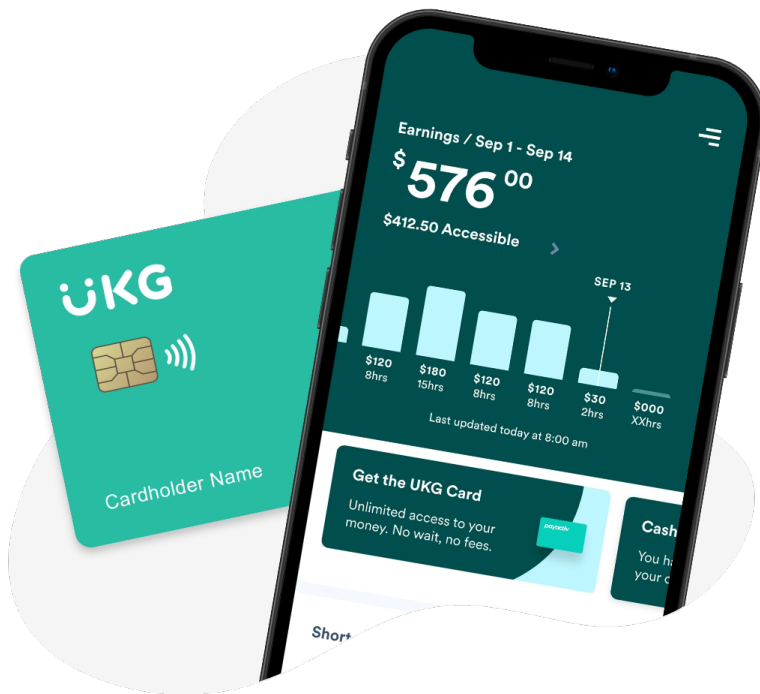 UKG
Cardholder Name
Earnings / Sep 1 - Sep 14
$576 00
$412.50 Accessible
SEP 13
$120 $180 $120 $120 $30 $000
8hrs 15hrs 8hrs 8hrs 2hrs XXhrs
Last updated today at 8:00 am
Get the UKG Card
Unlimited access to your
money. No wait, no fees.
payactiv
Cash
You ha
your c
Short